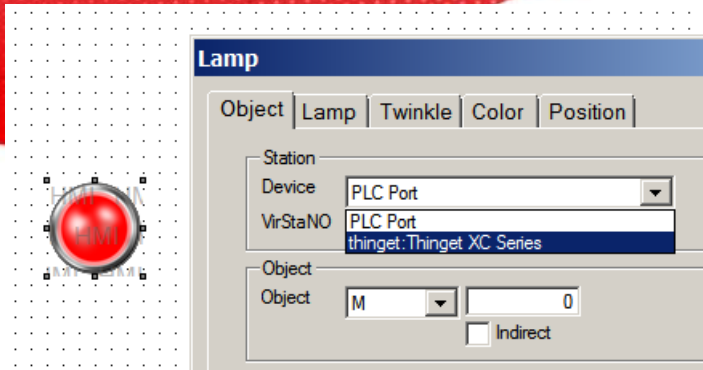 Lamp
Object Lamp Twinkle Color Position
Station
Device PLC Port
VirStaNO PLC Port
thinget:Thinget XC Series
Object
Object M 0
Indirect
HMI